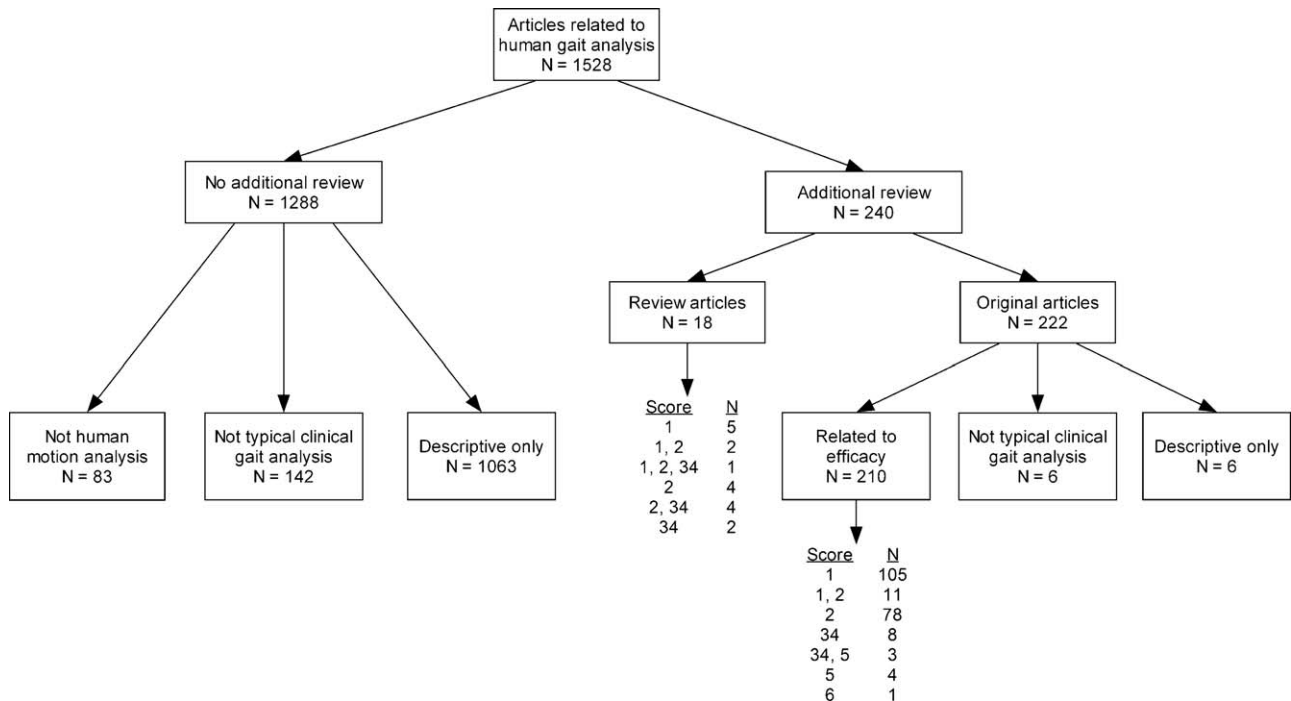 Articles related to
human gait analysis
N = 1528
No additional review
N = 1288
Additional review
N = 240
Review articles
N = 18
Original articles
N = 222
Not human
motion analysis
N = 83
Not typical clinical
gait analysis
N = 142
Descriptive only
N = 1063
Score N
1 5
1, 2 2
1, 2, 34 1
2 4
2, 34 4
34 2
Related to
efficacy
N = 210
Not typical clinical
gait analysis
N = 6
Descriptive only
N = 6
Score N
1 105
1, 2 11
2 78
34 8
34, 5 3
5 4
6 1